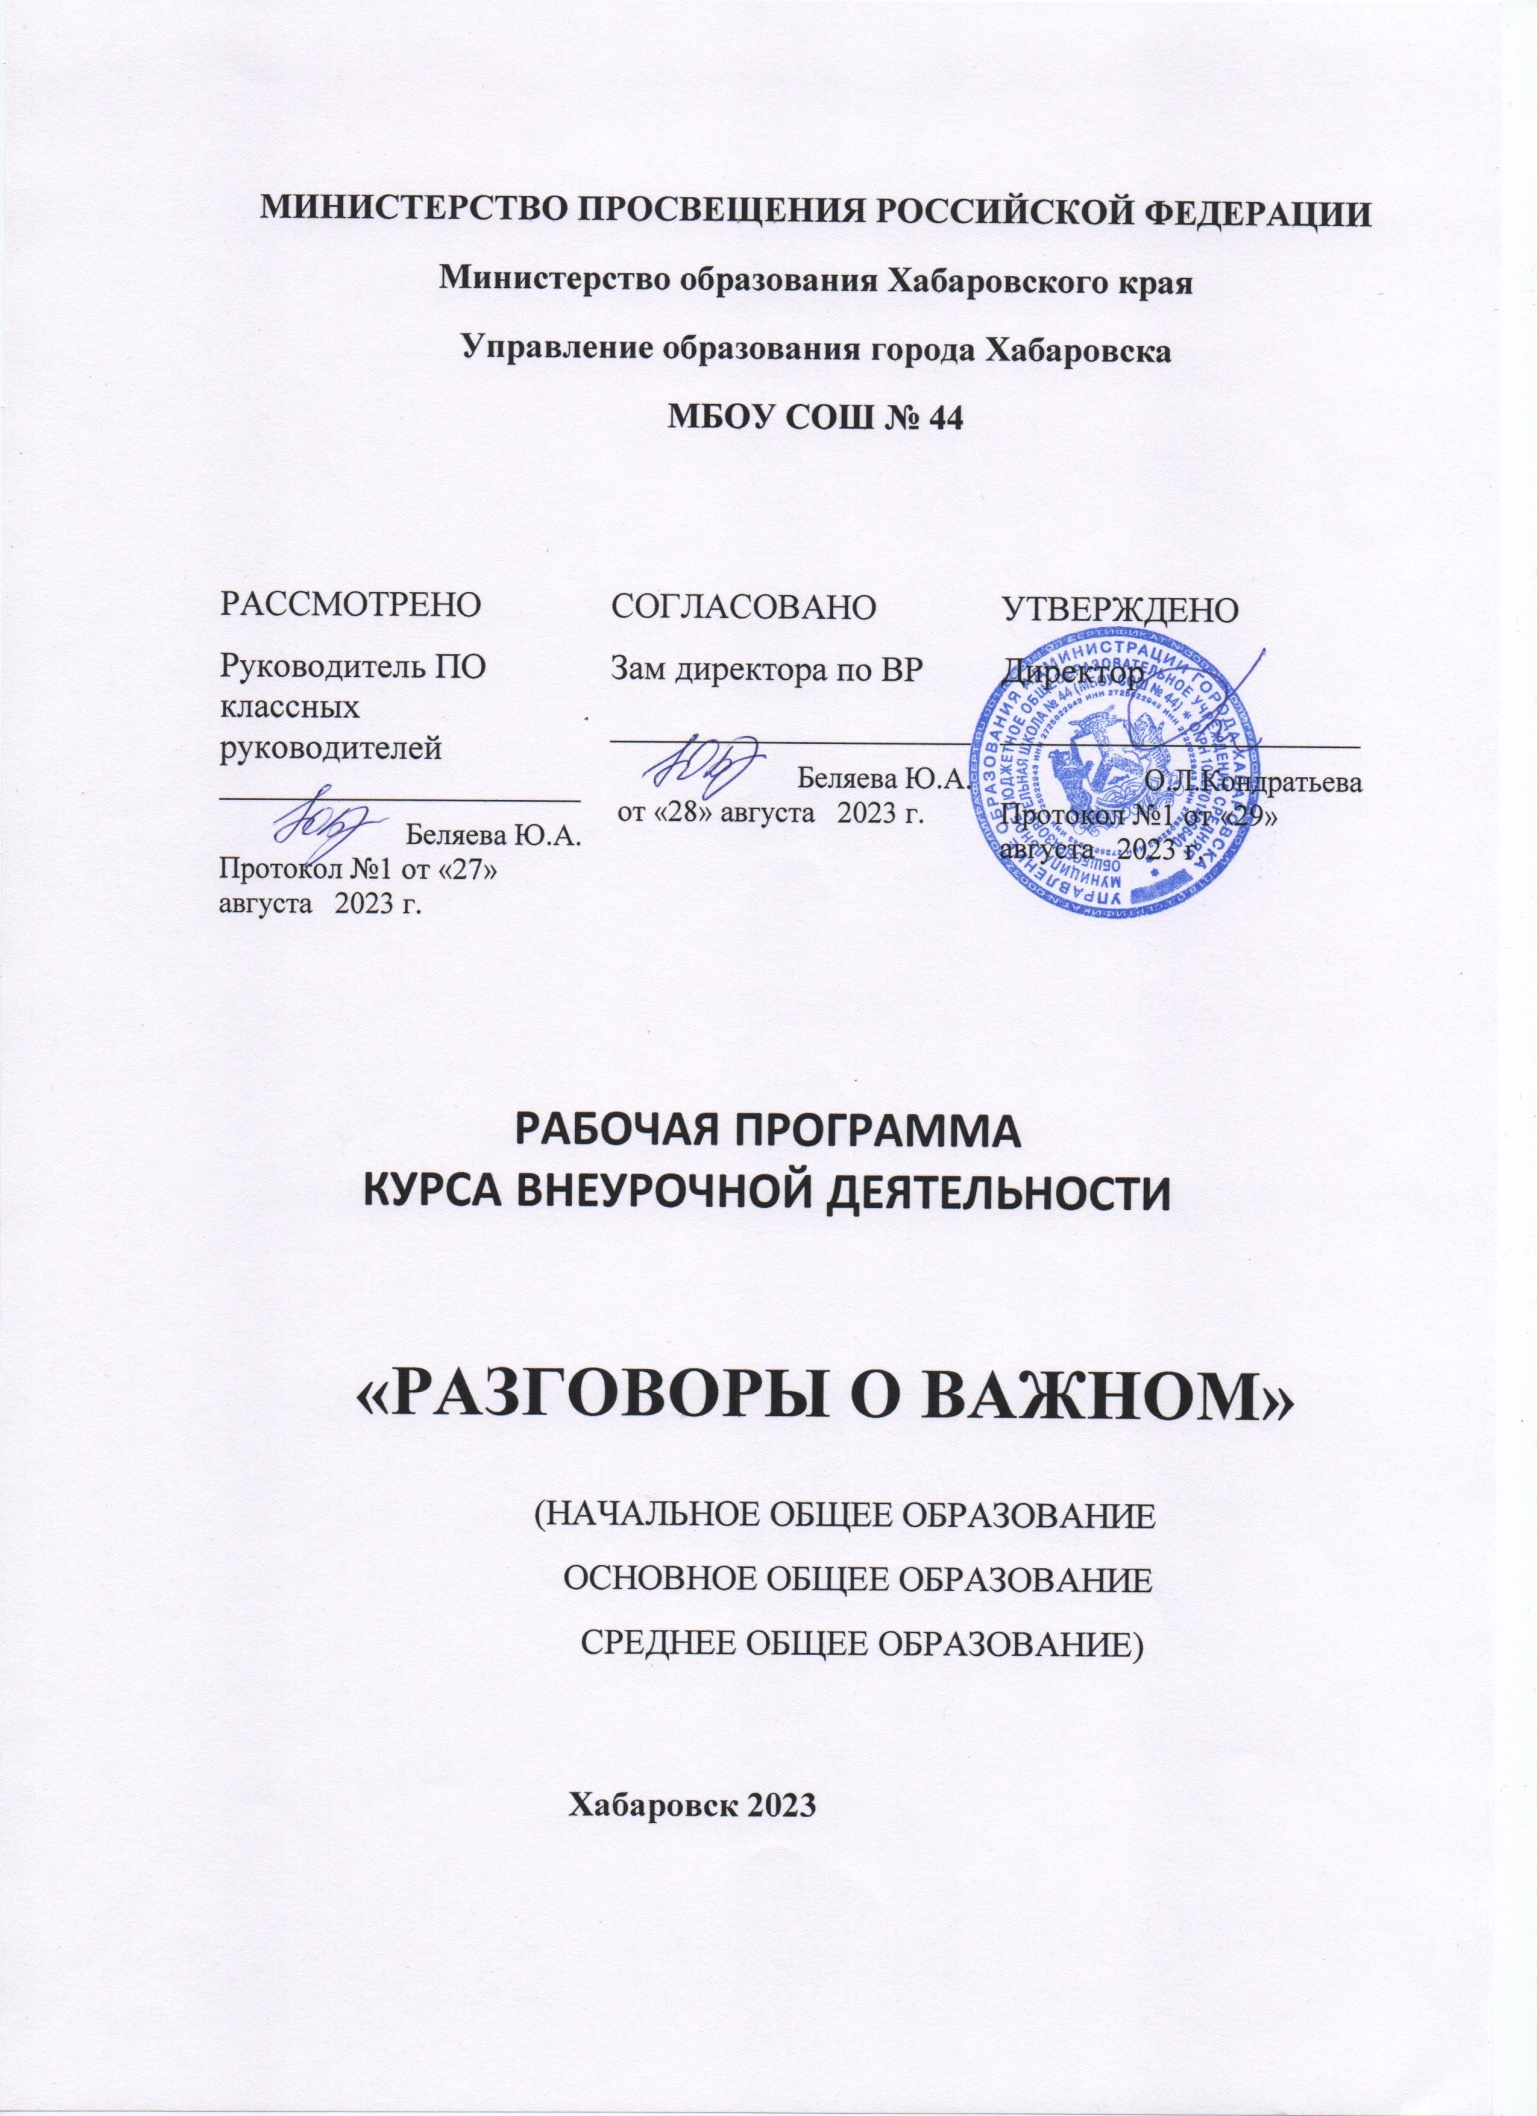 МИНИСТЕРСТВО ПРОСВЕЩЕНИЯ РОССИЙСКОЙ ФЕДЕРАЦИИ
Министерство образования Хабаровского края
Управление образования города Хабаровска
МБОУ СОШ № 44
РАССМОТРЕНО
Руководитель ПО
классных
руководителей
Беляева Ю.А.
Протокол №1 от «27»
августа 2023 г.
СОГЛАСОВАНО
Зам директора по ВР
Беляева Ю.А.
от «28» августа 2023 г.
УТВЕРЖДЕНО
Директор
О.Л.Кондратьева
Протокол №1 от «29»
августа 2023 г.
РАБОЧАЯ ПРОГРАММА
КУРСА ВНЕУРОЧНОЙ ДЕЯТЕЛЬНОСТИ
«РАЗГОВОРЫ О ВАЖНОМ»
(НАЧАЛЬНОЕ ОБЩЕЕ ОБРАЗОВАНИЕ
ОСНОВНОЕ ОБЩЕЕ ОБРАЗОВАНИЕ
СРЕДНЕЕ ОБЩЕЕ ОБРАЗОВАНИЕ)
Хабаровск 2023